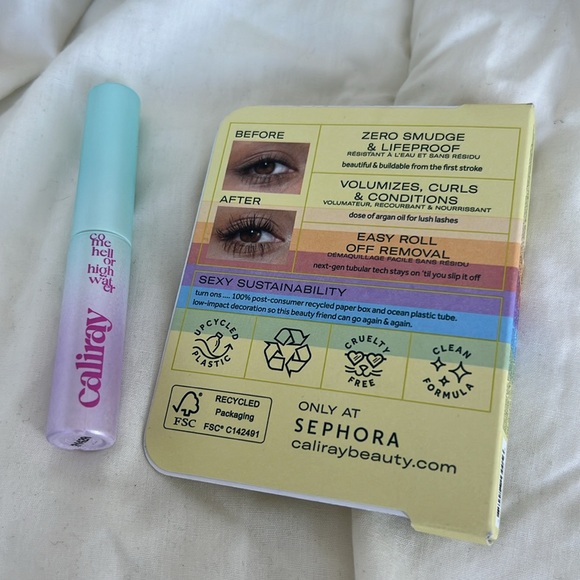 come
hell
or
high
water
caliray
BEFORE
AFTER
ZERO SMUDGE
& LIFEPROOF
RÉSISTANT À L'EAU ET SANS RÉSIDU
beautiful & buildable from the first stroke
VOLUMIZES, CURLS
& CONDITIONS
VOLUMATEUR, RECOURBANT & NOURRISSANT
dose of argan oil for lush lashes
EASY ROLL
OFF REMOVAL
DÉMAQUILLAGE FACILE SANS RÉSIDU
next-gen tubular tech stays on 'til you slip it off
SEXY SUSTAINABILITY
turn ons .... 100% post-consumer recycled paper box and ocean plastic tube.
low-impact decoration so this beauty friend can go again & again.
UPCYCLED
PLASTIC
CRUELTY
FREE
CLEAN
FORMULA
FSC
RECYCLED
Packaging
FSC® C142491
ONLY AT
SEPHORA
caliraybeauty.com